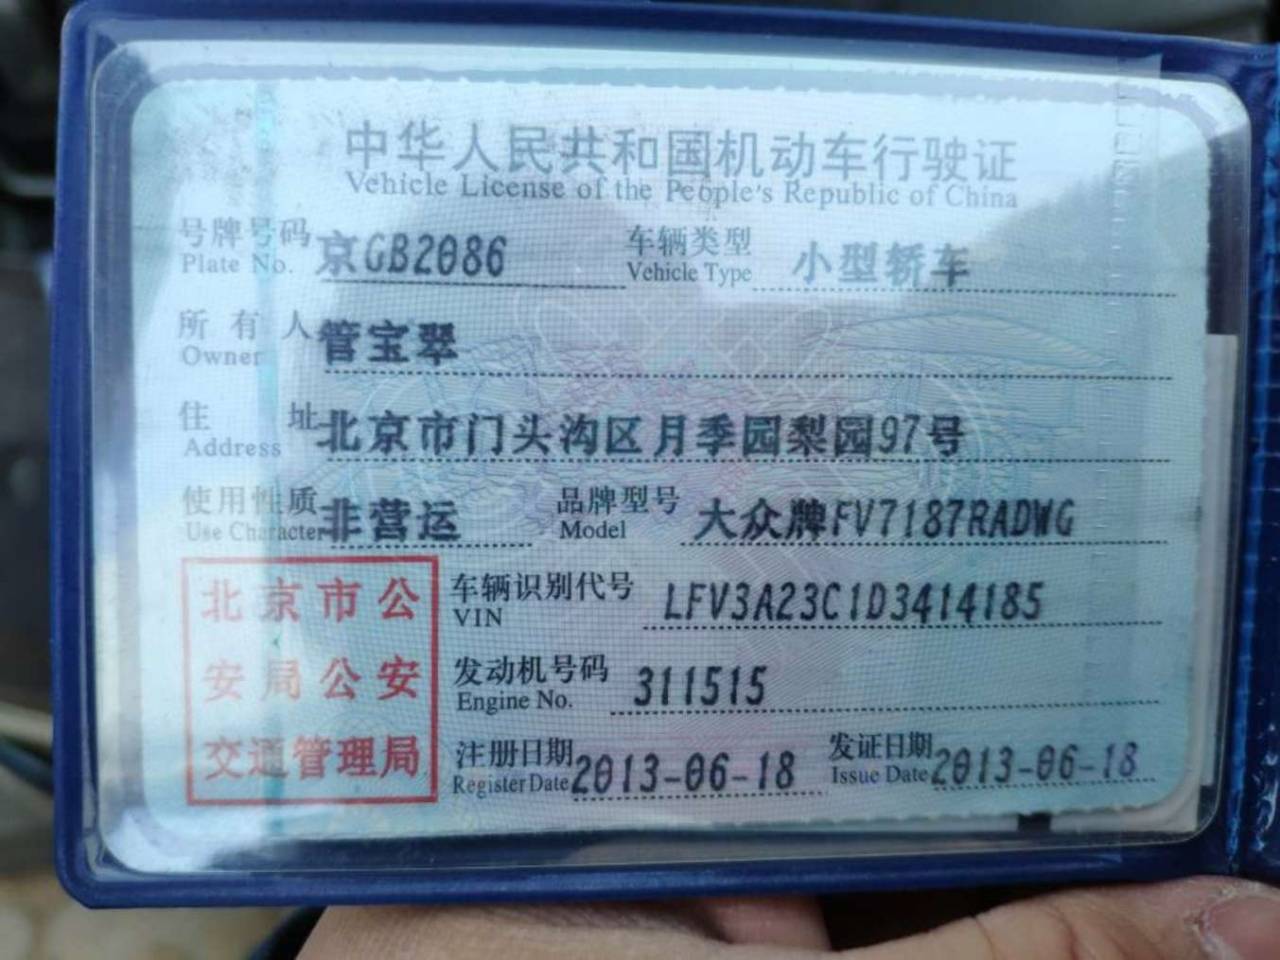 中华人民共和国机动车行驶证
Vehicle License of the People's Republic of China
号牌号码 京GB2086 车辆类型 小型轿车
Plate No. Vehicle Type
所有人 管宝翠
Owner
住址 北京市门头沟区月季园梨园97号
Address
使用性质 非营运 品牌型号 大众牌FV7187RADWG
Use Character Model
北京市公
安局公安
交通管理局
车辆识别代号 LFV3A23C1D3414185
VIN
发动机号码 311515
Engine No.
注册日期 2013-06-18 发证日期 2013-06-18
Register Date Issue Date